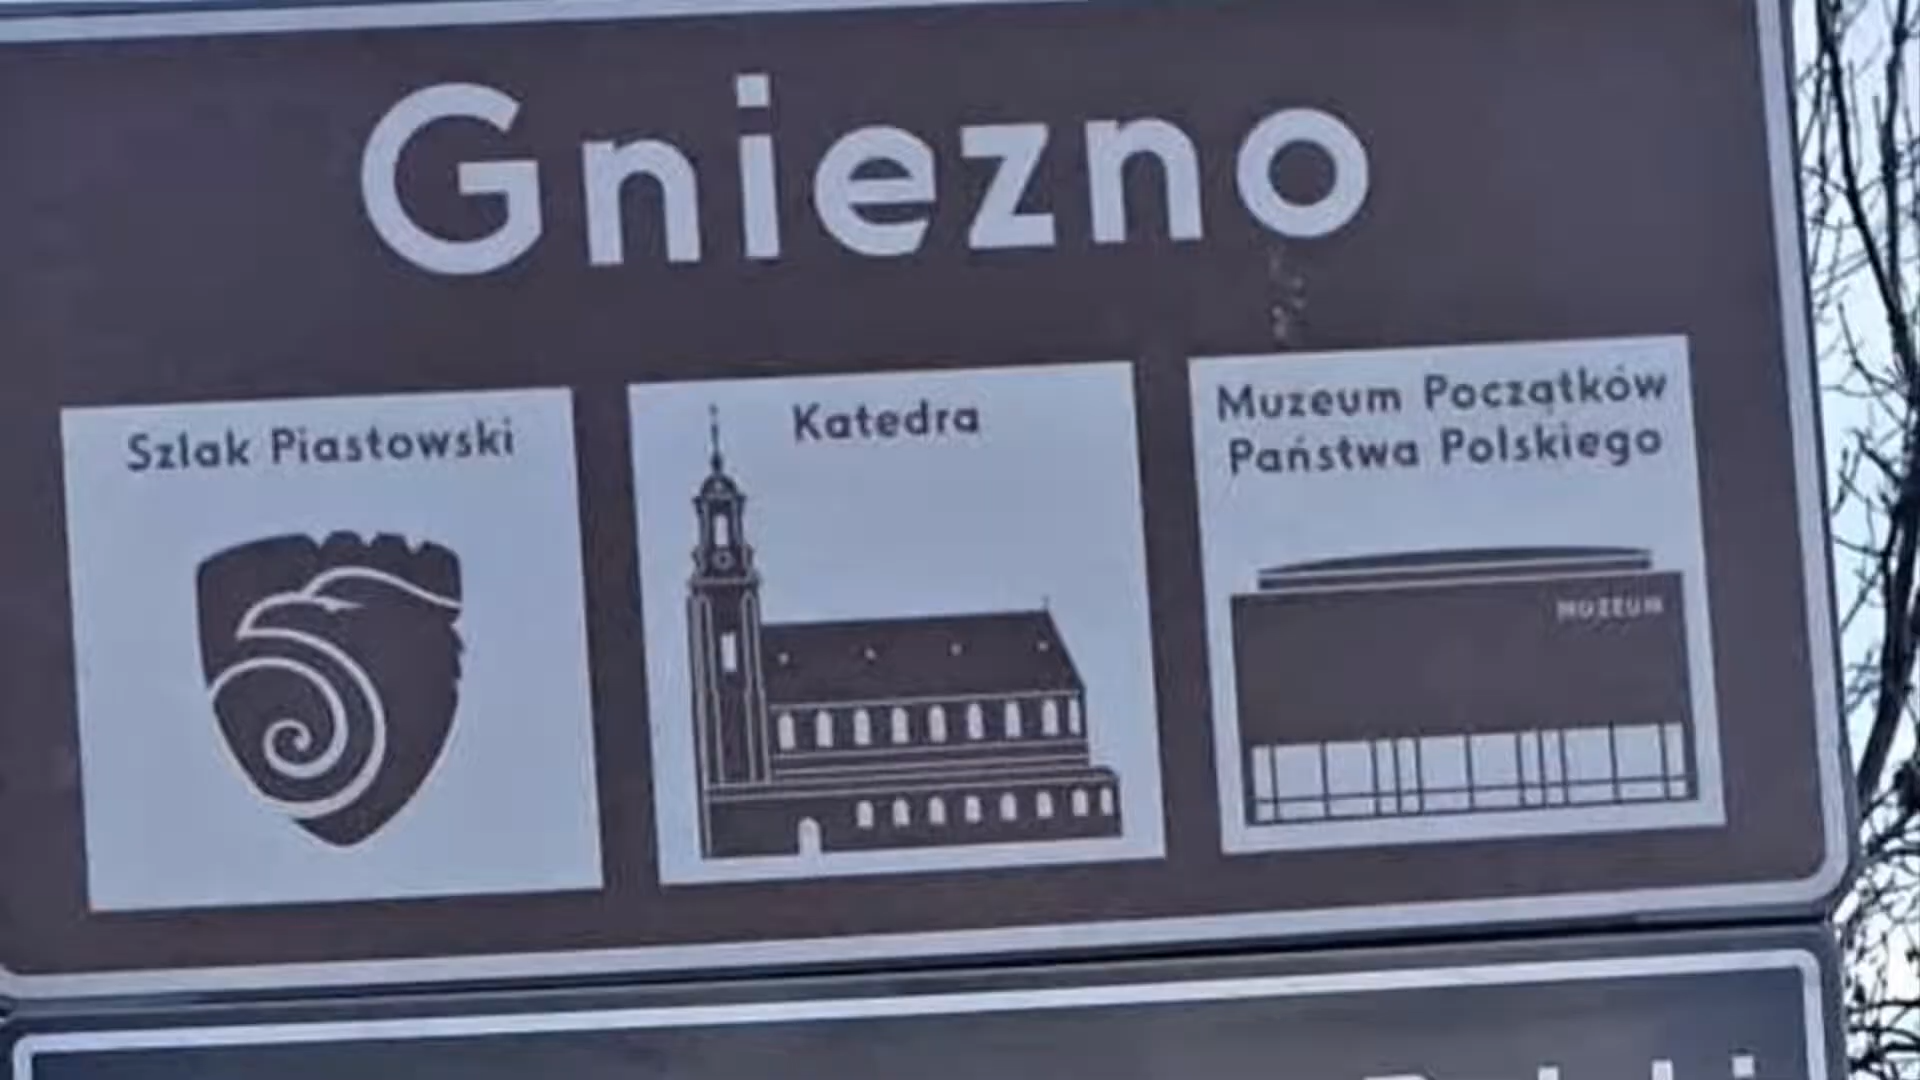 Gniezno
Szlak Piastowski
Katedra
Muzeum Początków
Państwa Polskiego
MUZEUM